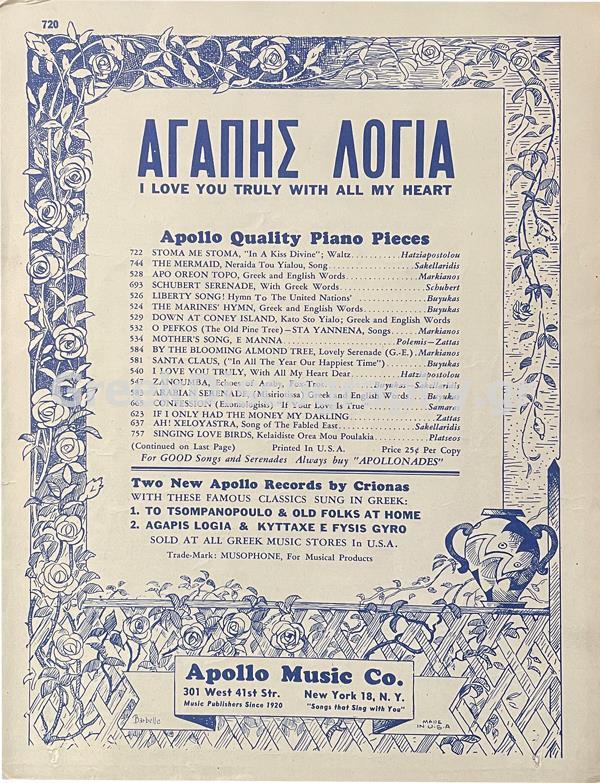 720
ΑΓΑΠΗΣ ΛΟΓΙΑ
I LOVE YOU TRULY WITH ALL MY HEART
Apollo Quality Piano Pieces
722 STOMA ME STOMA, "In A Kiss Divine"; Waltz.......... Hatziapostolou
744 THE MERMAID, Neraida Tou Yialou, Song................ Sakellaridis
528 APO OREON TOPO, Greek and English Words............ Markianos
693 SCHUBERT SERENADE, With Greek Words................ Schubert
526 LIBERTY SONG! Hymn To The United Nations'............ Buyukas
524 THE MARINES' HYMN, Greek and English Words........... Buyukas
529 DOWN AT CONEY ISLAND, Kato Sto Yialo; Greek and English Words
532 O PEFKOS (The Old Pine Tree)—STA YANNENA, Songs..Markianos
534 MOTHER'S SONG, E MANNA.................... Polemis—Zattas
584 BY THE BLOOMING ALMOND TREE, Lovely Serenade (G.-E.).Markianos
581 SANTA CLAUS, ("In All The Year Our Happiest Time")........ Buyukas
540 I LOVE YOU TRULY, With All My Heart Dear.......... Hatziapostolou
547 ZANOUMBA, Echoes of Araby, Fox-Trot........ Buyukas—Sakellaridis
ARABIAN SERENADE, (Misirlousa) Greek and English Words.. Buyukas
665 CONFESSION (Exomologisis) "If Your Love Is True"........ Samaras
623 IF I ONLY HAD THE MONEY MY DARLING............... Zattas
637 AH! XELOYASTRA, Song of The Fabled East............ Sakellaridis
757 SINGING LOVE BIRDS, Kelaidiste Orea Mou Poulakia........ Platseos
(Continued on Last Page) Printed In U.S.A. Price 25¢ Per Copy
For GOOD Songs and Serenades Always buy "APOLLONADES"
Two New Apollo Records by Crionas
WITH THESE FAMOUS CLASSICS SUNG IN GREEK:
1. TO TSOMPANOPOULO & OLD FOLKS AT HOME
2. AGAPIS LOGIA & KYTTAXE E FYSIS GYRO
SOLD AT ALL GREEK MUSIC STORES In U.S.A.
Trade-Mark: MUSOPHONE, For Musical Products
Apollo Music Co.
301 West 41st Str. New York 18, N. Y.
Music Publishers Since 1920 "Songs that Sing with You"
Barbelle
MADE
IN U.S.A